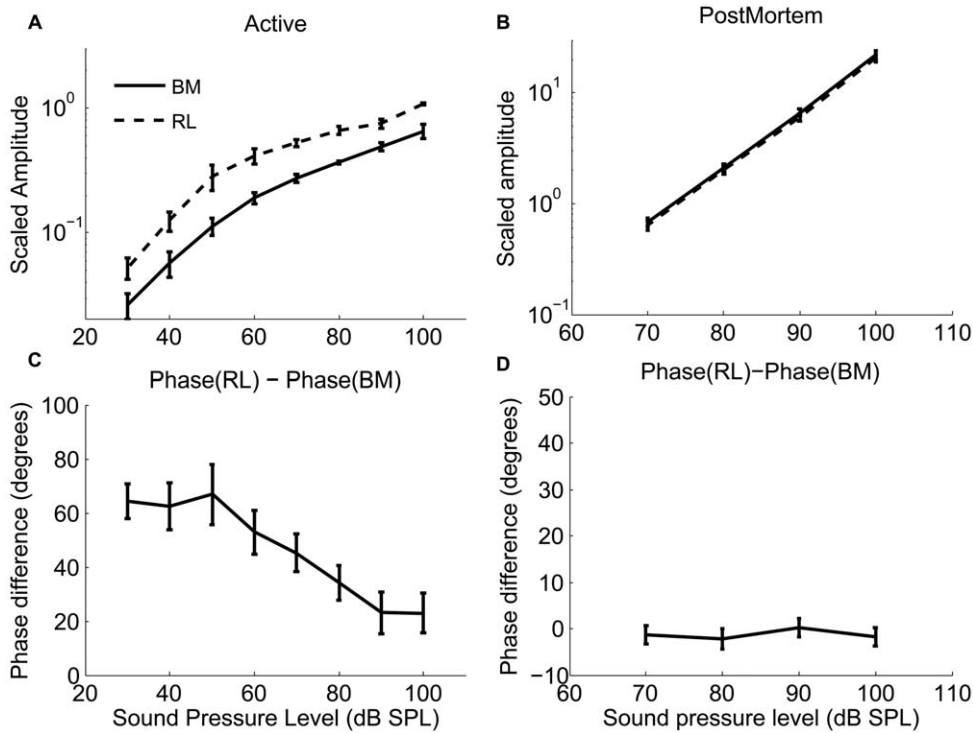 A
Active
BM
RL
Scaled Amplitude
10^0
10^−1
20 40 60 80 100
B
PostMortem
Scaled amplitude
10^1
10^0
10^−1
60 70 80 90 100 110
C
Phase(RL) − Phase(BM)
Phase difference (degrees)
100
80
60
40
20
0
20 40 60 80 100
Sound Pressure Level (dB SPL)
D
Phase(RL)−Phase(BM)
Phase difference (degrees)
50
40
30
20
10
0
−10
60 70 80 90 100 110
Sound pressure level (dB SPL)